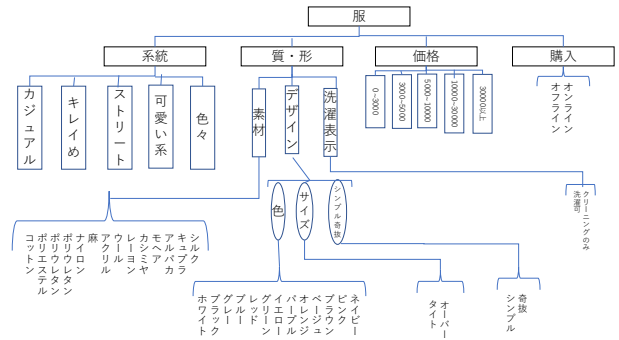 服
系統
質・形
価格
購入
カジュアル
キレイめ
ストリート
可愛い系
色々
素材
デザイン
洗濯表示
0~3000
3000~5000
5000~10000
10000~30000
30000以上
オンライン
オフライン
色
サイズ
シンプル奇抜
クリーニングのみ
洗濯可
シルク
キュプラ
アルパカ
モヘア
カシミヤ
レーヨン
ウール
アクリル
麻
ナイロン
ポリウレタン
ポリウレタン
ポリエステル
コットン
ネイビー
ピンク
ブラウン
ベージュ
オレンジ
パープル
イエロー
グリーン
レッド
ブルー
グレー
ブラック
ホワイト
オーバー
タイト
奇抜
シンプル